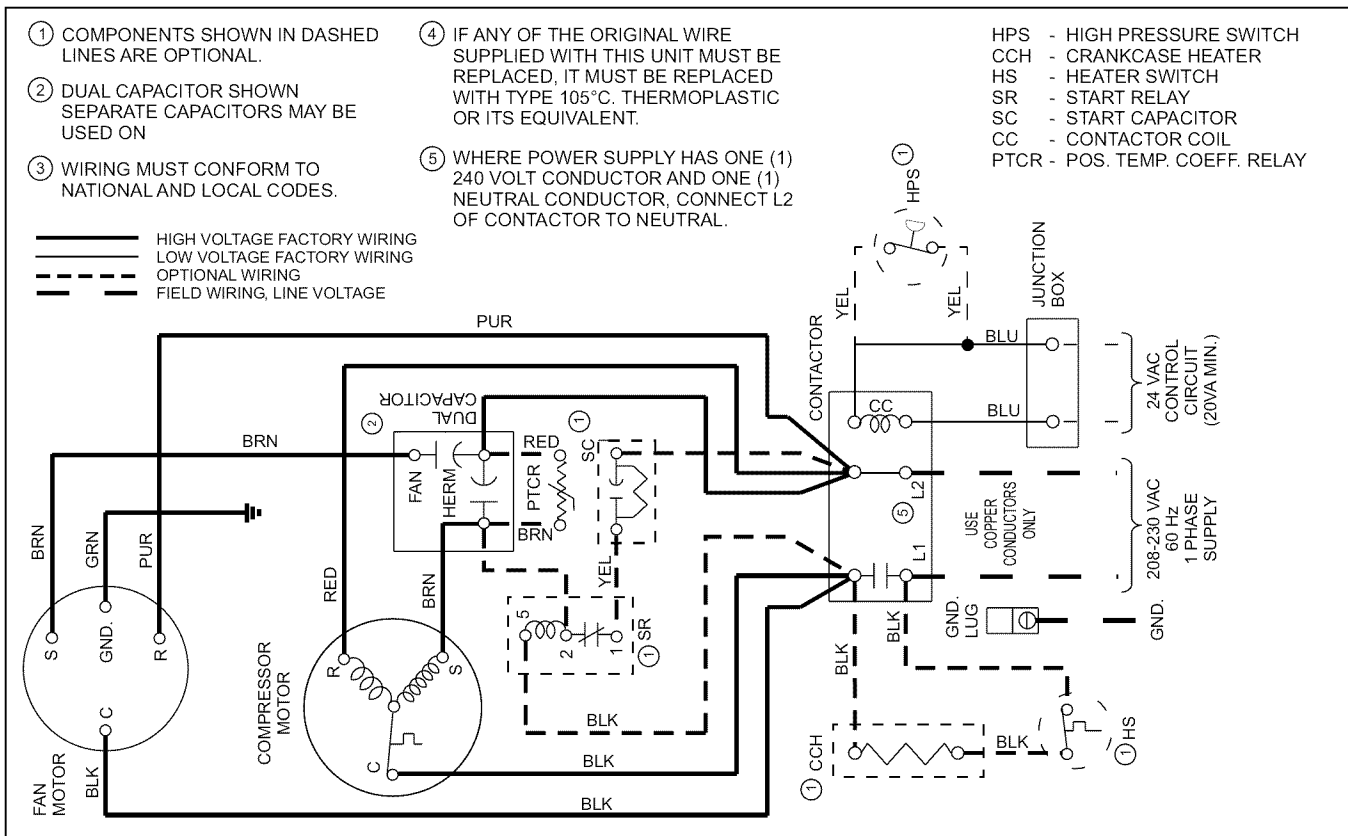 1 COMPONENTS SHOWN IN DASHED
LINES ARE OPTIONAL.
2 DUAL CAPACITOR SHOWN
SEPARATE CAPACITORS MAY BE
USED ON
3 WIRING MUST CONFORM TO
NATIONAL AND LOCAL CODES.
4 IF ANY OF THE ORIGINAL WIRE
SUPPLIED WITH THIS UNIT MUST BE
REPLACED, IT MUST BE REPLACED
WITH TYPE 105°C. THERMOPLASTIC
OR ITS EQUIVALENT.
5 WHERE POWER SUPPLY HAS ONE (1)
240 VOLT CONDUCTOR AND ONE (1)
NEUTRAL CONDUCTOR, CONNECT L2
OF CONTACTOR TO NEUTRAL.
HPS - HIGH PRESSURE SWITCH
CCH - CRANKCASE HEATER
HS - HEATER SWITCH
SR - START RELAY
SC - START CAPACITOR
CC - CONTACTOR COIL
PTCR - POS. TEMP. COEFF. RELAY
HIGH VOLTAGE FACTORY WIRING
LOW VOLTAGE FACTORY WIRING
OPTIONAL WIRING
FIELD WIRING, LINE VOLTAGE
1
HPS
YEL
YEL
JUNCTION
BOX
BLU
BLU
24 VAC
CONTROL
CIRCUIT
(20VA MIN.)
CONTACTOR
CC
PUR
DUAL
CAPACITOR
2
FAN
HERM
RED
PTCR
BRN
1
SC
YEL
BRN
BRN
GRN
PUR
RED
BRN
S
GND.
R
C
FAN
MOTOR
BLK
COMPRESSOR
MOTOR
R
S
C
5
2
1
SR
1
BLK
BLK
BLK
L2
5
L1
USE
COPPER
CONDUCTORS
ONLY
208-230 VAC
60 Hz
1 PHASE
SUPPLY
GND.
LUG
GND.
BLK
BLK
1
CCH
BLK
1
HS